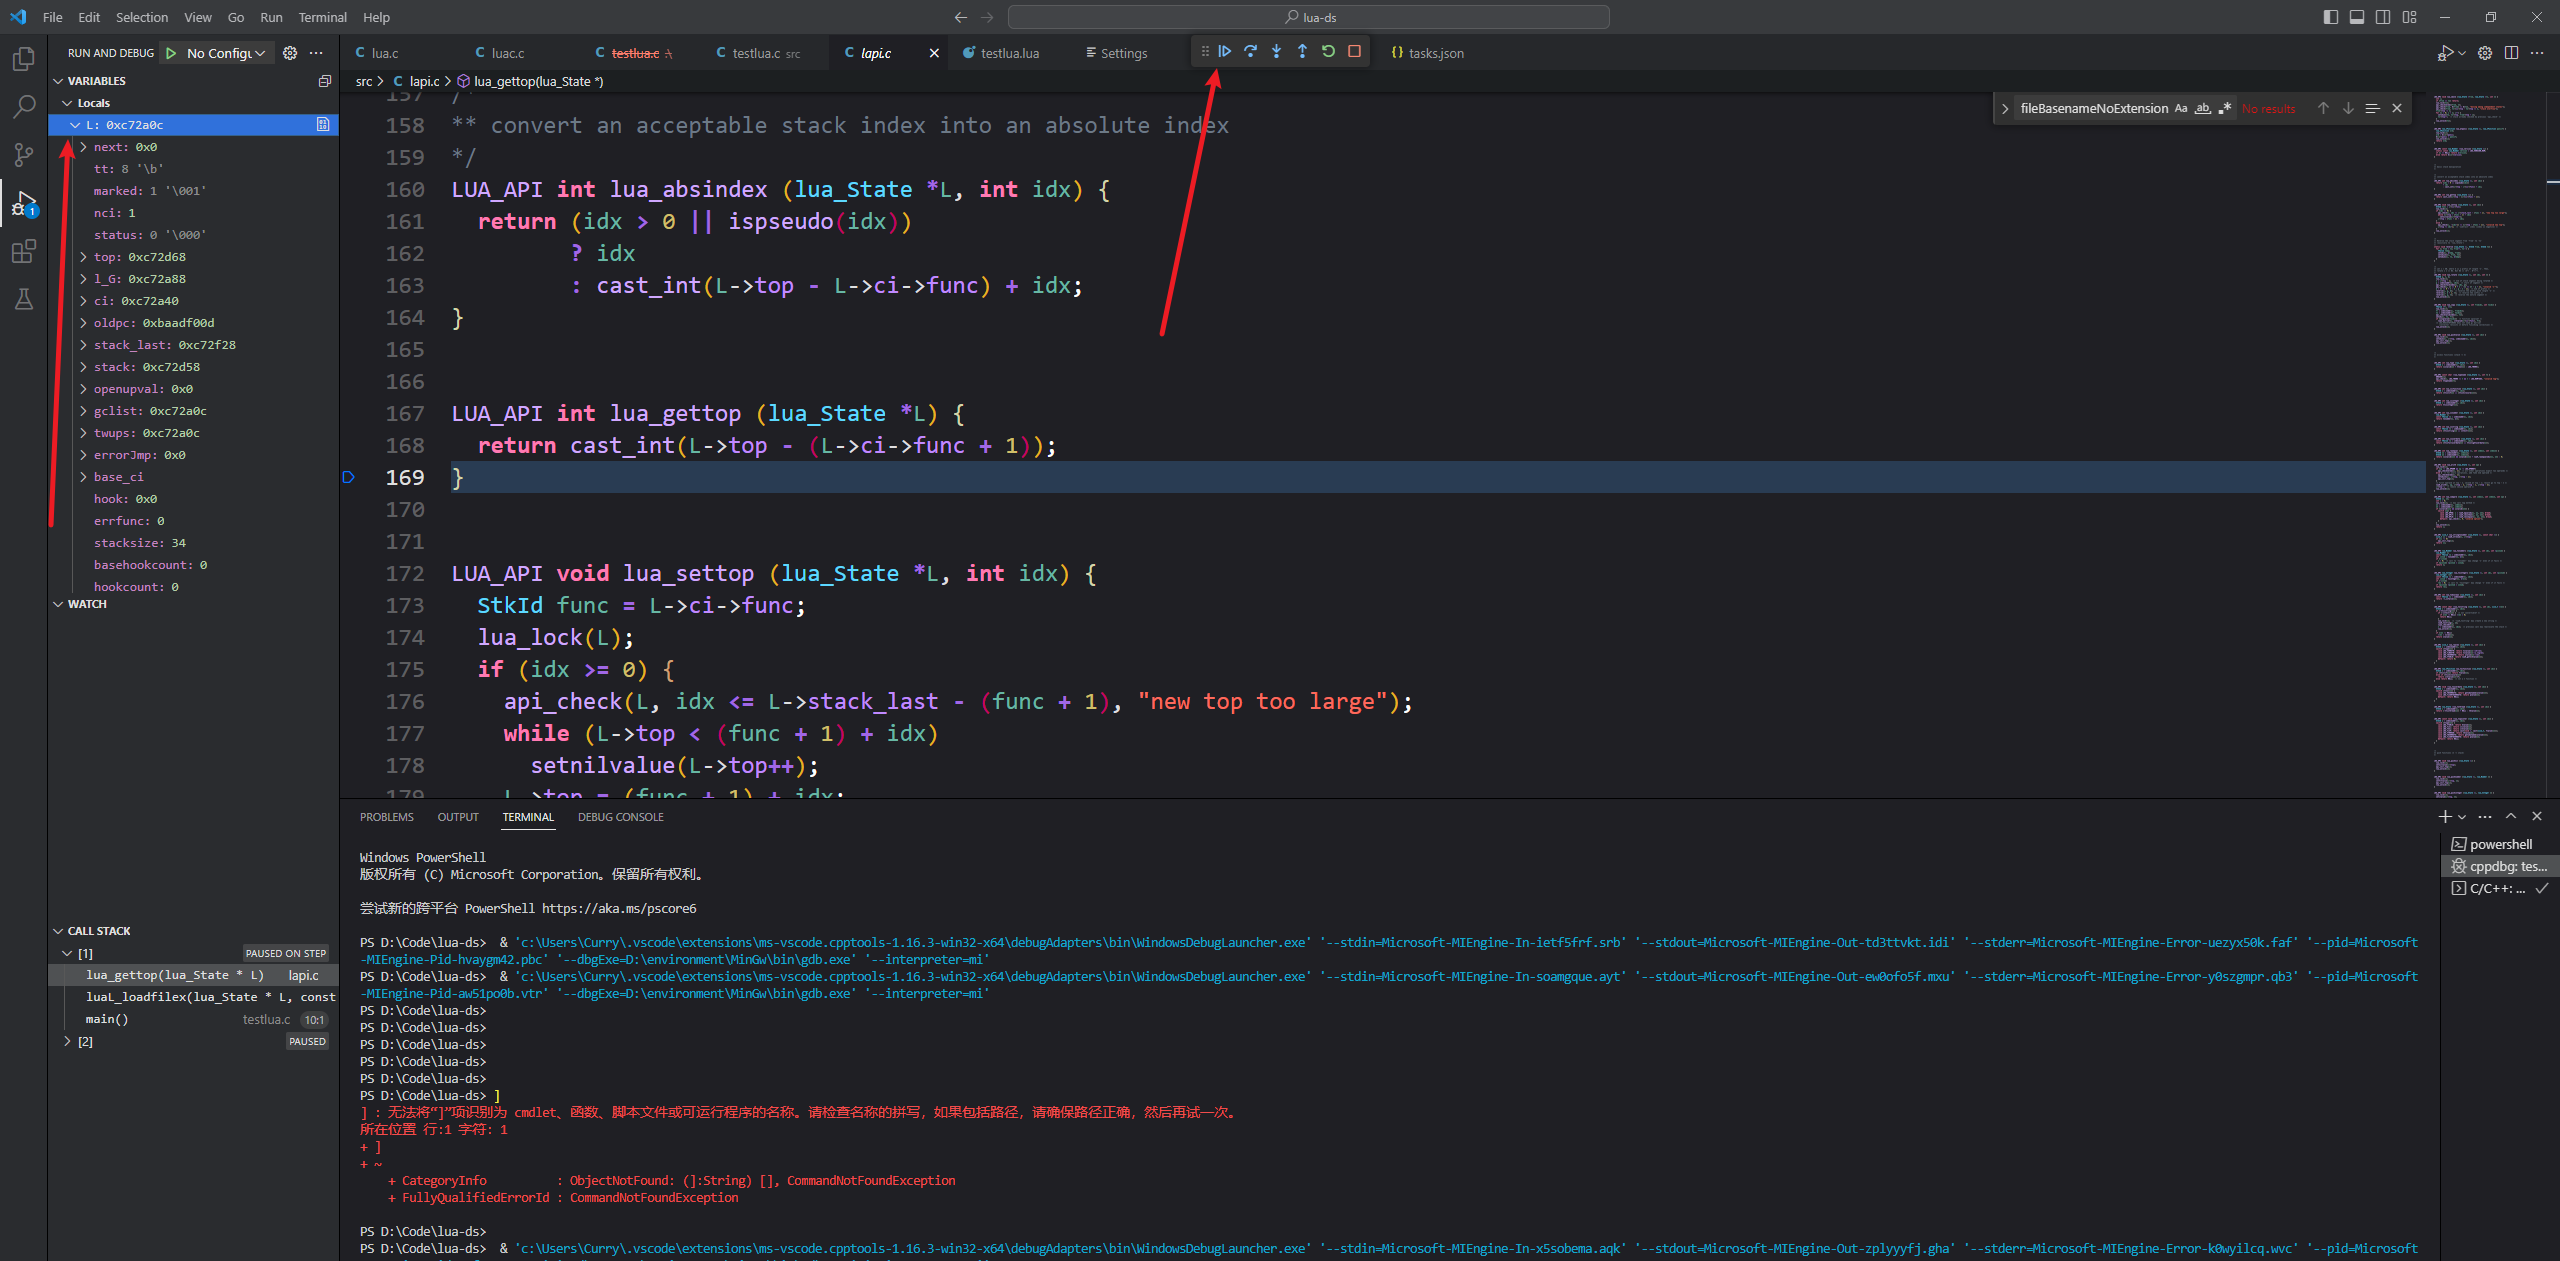 File Edit Selection View Go Run Terminal Help
lua-ds
RUN AND DEBUG No Configu
lua.c luac.c testlua.c testlua.c src lapi.c testlua.lua Settings tasks.json
src > lapi.c > lua_gettop(lua_State *)
fileBasenameNoExtension Aa ab .* No results
VARIABLES
Locals
L: 0xc72a0c
next: 0x0
tt: 8 '\b'
marked: 1 '\001'
nci: 1
status: 0 '\000'
top: 0xc72d68
l_G: 0xc72a88
ci: 0xc72a40
oldpc: 0xbaadf00d
stack_last: 0xc72f28
stack: 0xc72d58
openupval: 0x0
gclist: 0xc72a0c
twups: 0xc72a0c
errorJmp: 0x0
base_ci
hook: 0x0
errfunc: 0
stacksize: 34
basehookcount: 0
hookcount: 0
WATCH
CALL STACK
[1] PAUSED ON STEP
lua_gettop(lua_State * L) lapi.c
luaL_loadfilex(lua_State * L, const
main() testlua.c 10:1
[2] PAUSED
1
157 /*
158 ** convert an acceptable stack index into an absolute index
159 */
160 LUA_API int lua_absindex (lua_State *L, int idx) {
161 return (idx > 0 || ispseudo(idx))
162 ? idx
163 : cast_int(L->top - L->ci->func) + idx;
164 }
165
166
167 LUA_API int lua_gettop (lua_State *L) {
168 return cast_int(L->top - (L->ci->func + 1));
169 }
170
171
172 LUA_API void lua_settop (lua_State *L, int idx) {
173 StkId func = L->ci->func;
174 lua_lock(L);
175 if (idx >= 0) {
176 api_check(L, idx <= L->stack_last - (func + 1), "new top too large");
177 while (L->top < (func + 1) + idx)
178 setnilvalue(L->top++);
179 L->top = (func + 1) + idx;
PROBLEMS OUTPUT TERMINAL DEBUG CONSOLE
Windows PowerShell
版权所有 (C) Microsoft Corporation。保留所有权利。
尝试新的跨平台 PowerShell https://aka.ms/pscore6
PS D:\Code\lua-ds> & 'c:\Users\Curry\.vscode\extensions\ms-vscode.cpptools-1.16.3-win32-x64\debugAdapters\bin\WindowsDebugLauncher.exe' '--stdin=Microsoft-MIEngine-In-ietf5frf.srb' '--stdout=Microsoft-MIEngine-Out-td3ttvkt.idi' '--stderr=Microsoft-MIEngine-Error-uezyx50k.faf' '--pid=Microsoft
-MIEngine-Pid-hvaygm42.pbc' '--dbgExe=D:\environment\MinGw\bin\gdb.exe' '--interpreter=mi'
PS D:\Code\lua-ds> & 'c:\Users\Curry\.vscode\extensions\ms-vscode.cpptools-1.16.3-win32-x64\debugAdapters\bin\WindowsDebugLauncher.exe' '--stdin=Microsoft-MIEngine-In-soamgque.ayt' '--stdout=Microsoft-MIEngine-Out-ew0ofo5f.mxu' '--stderr=Microsoft-MIEngine-Error-y0szgmpr.qb3' '--pid=Microsoft
-MIEngine-Pid-aw51po0b.vtr' '--dbgExe=D:\environment\MinGw\bin\gdb.exe' '--interpreter=mi'
PS D:\Code\lua-ds>
PS D:\Code\lua-ds>
PS D:\Code\lua-ds>
PS D:\Code\lua-ds>
PS D:\Code\lua-ds>
PS D:\Code\lua-ds> ]
] : 无法将“]”项识别为 cmdlet、函数、脚本文件或可运行程序的名称。请检查名称的拼写，如果包括路径，请确保路径正确，然后再试一次。
所在位置 行:1 字符: 1
+ ]
+ ~
+ CategoryInfo : ObjectNotFound: (]:String) [], CommandNotFoundException
+ FullyQualifiedErrorId : CommandNotFoundException
PS D:\Code\lua-ds>
PS D:\Code\lua-ds> & 'c:\Users\Curry\.vscode\extensions\ms-vscode.cpptools-1.16.3-win32-x64\debugAdapters\bin\WindowsDebugLauncher.exe' '--stdin=Microsoft-MIEngine-In-x5sobema.aqk' '--stdout=Microsoft-MIEngine-Out-zplyyyfj.gha' '--stderr=Microsoft-MIEngine-Error-k0wyilcq.wvc' '--pid=Microsoft
powershell
cppdbg: tes...
C/C++: ...